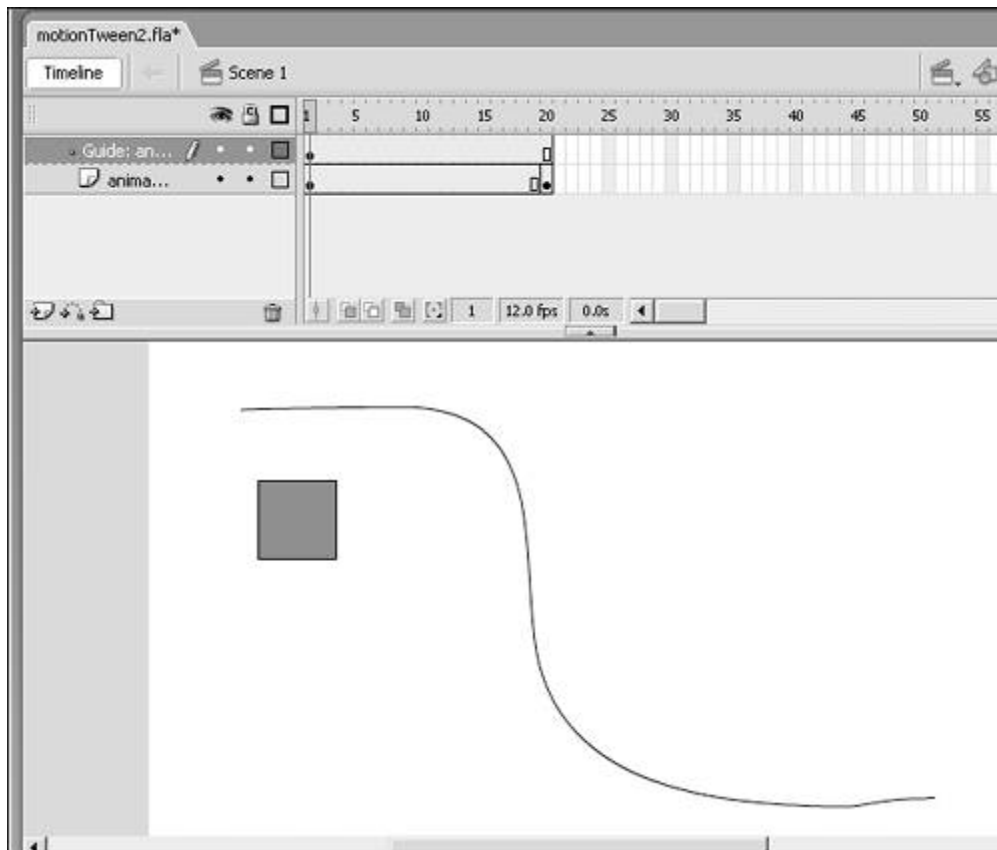 motionTween2.fla*
Timeline
Scene 1
1 5 10 15 20 25 30 35 40 45 50 55
Guide: an...
anima...
1 12.0 fps 0.0s